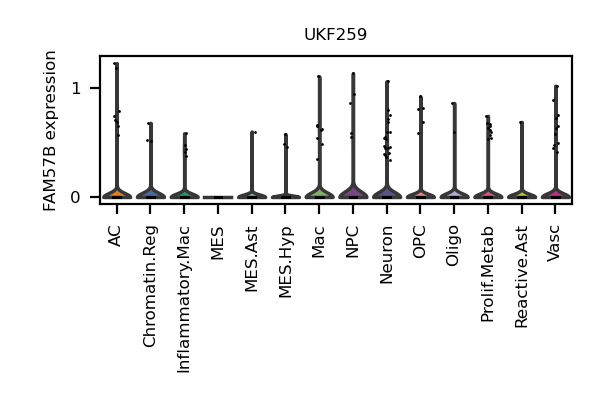 UKF259
FAM57B expression
1
0
AC
Chromatin.Reg
Inflammatory.Mac
MES
MES.Ast
MES.Hyp
Mac
NPC
Neuron
OPC
Oligo
Prolif.Metab
Reactive.Ast
Vasc